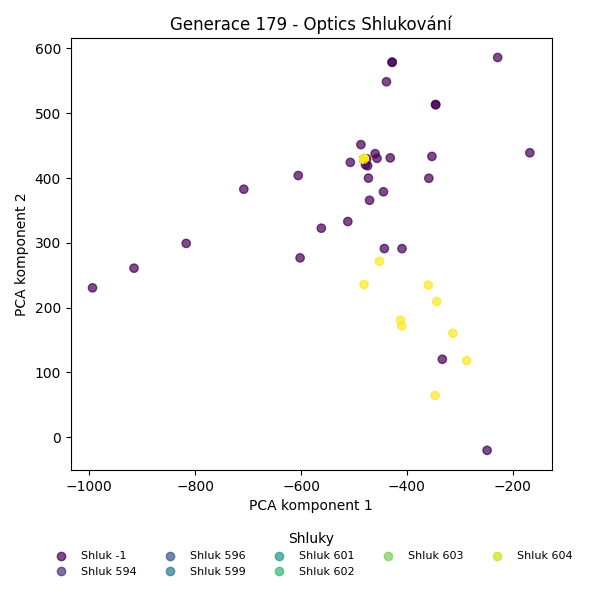 Generace 179 - Optics Shlukování
600
500
400
300
200
100
0
PCA komponent 2
−1000 −800 −600 −400 −200
PCA komponent 1
Shluky
Shluk -1 Shluk 596 Shluk 601 Shluk 603 Shluk 604
Shluk 594 Shluk 599 Shluk 602